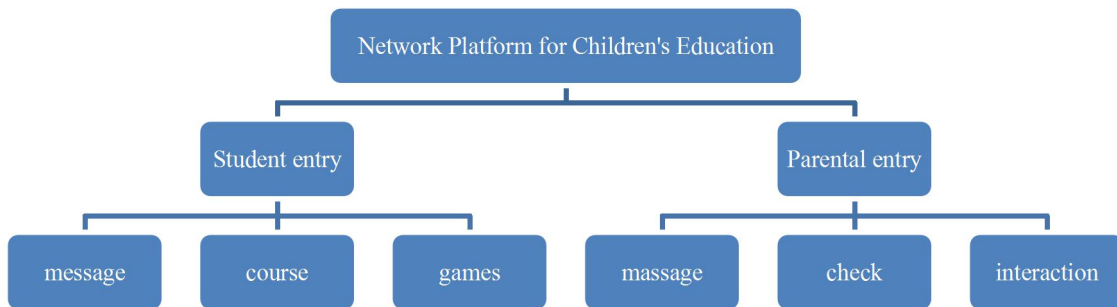 Network Platform for Children's Education
Student entry
Parental entry
message
course
games
massage
check
interaction